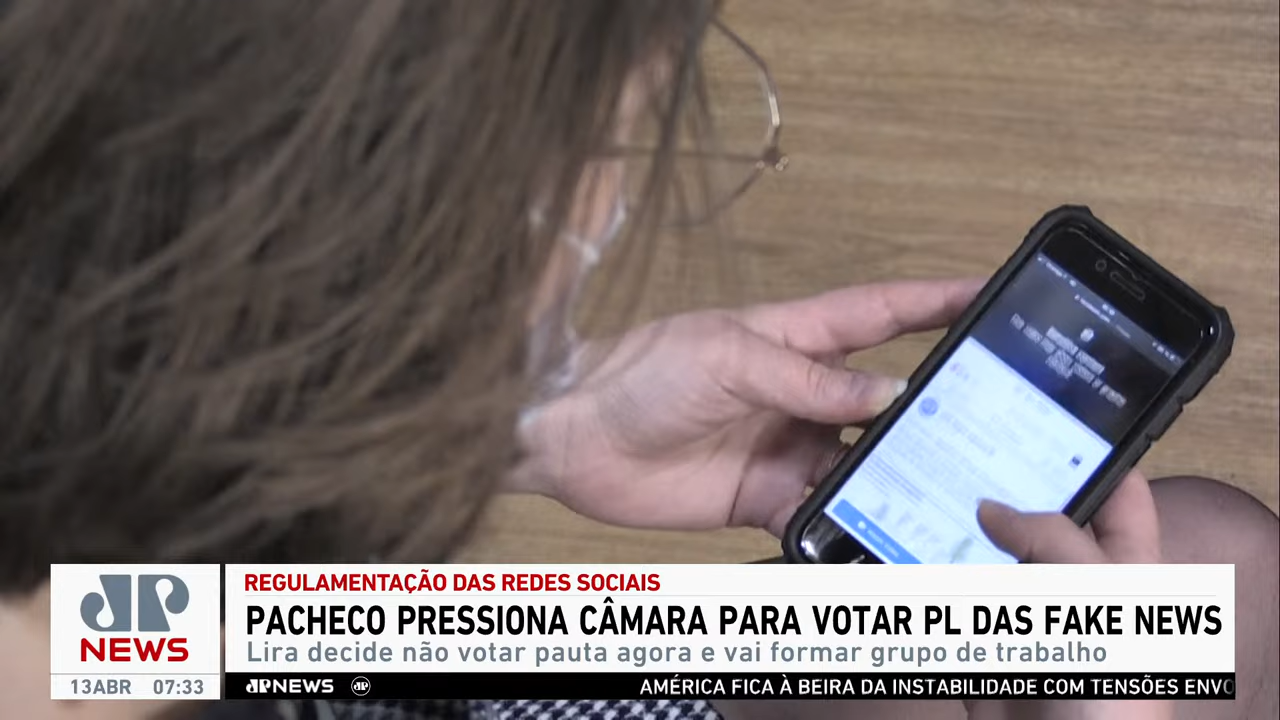 REGULAMENTAÇÃO DAS REDES SOCIAIS
PACHECO PRESSIONA CÂMARA PARA VOTAR PL DAS FAKE NEWS
Lira decide não votar pauta agora e vai formar grupo de trabalho
JP
NEWS
13ABR 07:33
JPNEWS JP AMÉRICA FICA À BEIRA DA INSTABILIDADE COM TENSÕES